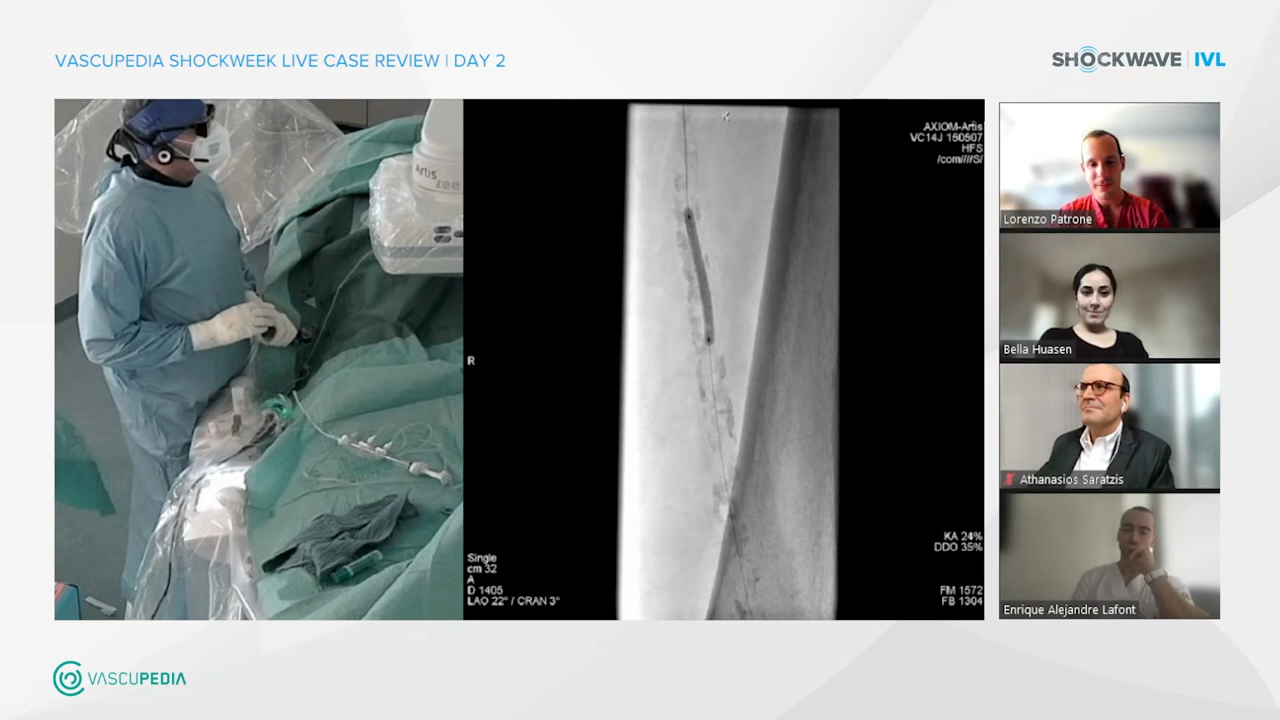 VASCUPEDIA SHOCKWEEK LIVE CASE REVIEW | DAY 2
SHOCKWAVE | IVL
Artis
zee
K
AXIOM-Artis
VC14J 150507
HFS
/com////S/
R
Single
cm 32
A
D 1405
LAO 22° / CRAN 3°
KA 24%
DDO 35%
FM 1572
FB 1304
Lorenzo Patrone
Bella Huasen
Athanasios Saratzis
Enrique Alejandre Lafont
VASCUPEDIA